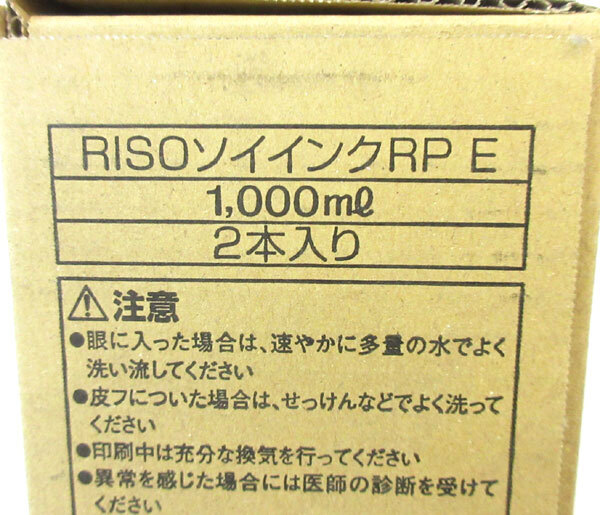 RISOソイインクRP E
1,000mℓ
2本入り
⚠注意
●眼に入った場合は、速やかに多量の水でよく
洗い流してください
●皮フについた場合は、せっけんなどでよく洗って
ください
●印刷中は充分な換気を行ってください
●異常を感じた場合には医師の診断を受けて
ください